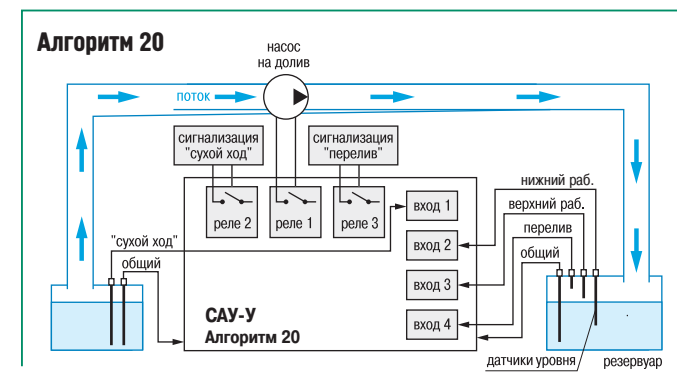 Алгоритм 20
насос
на долив
поток
сигнализация
"сухой ход"
сигнализация
"перелив"
реле 2
реле 1
реле 3
вход 1
вход 2
вход 3
вход 4
нижний раб.
верхний раб.
перелив
общий
"сухой ход"
общий
САУ-У
Алгоритм 20
датчики уровня
резервуар